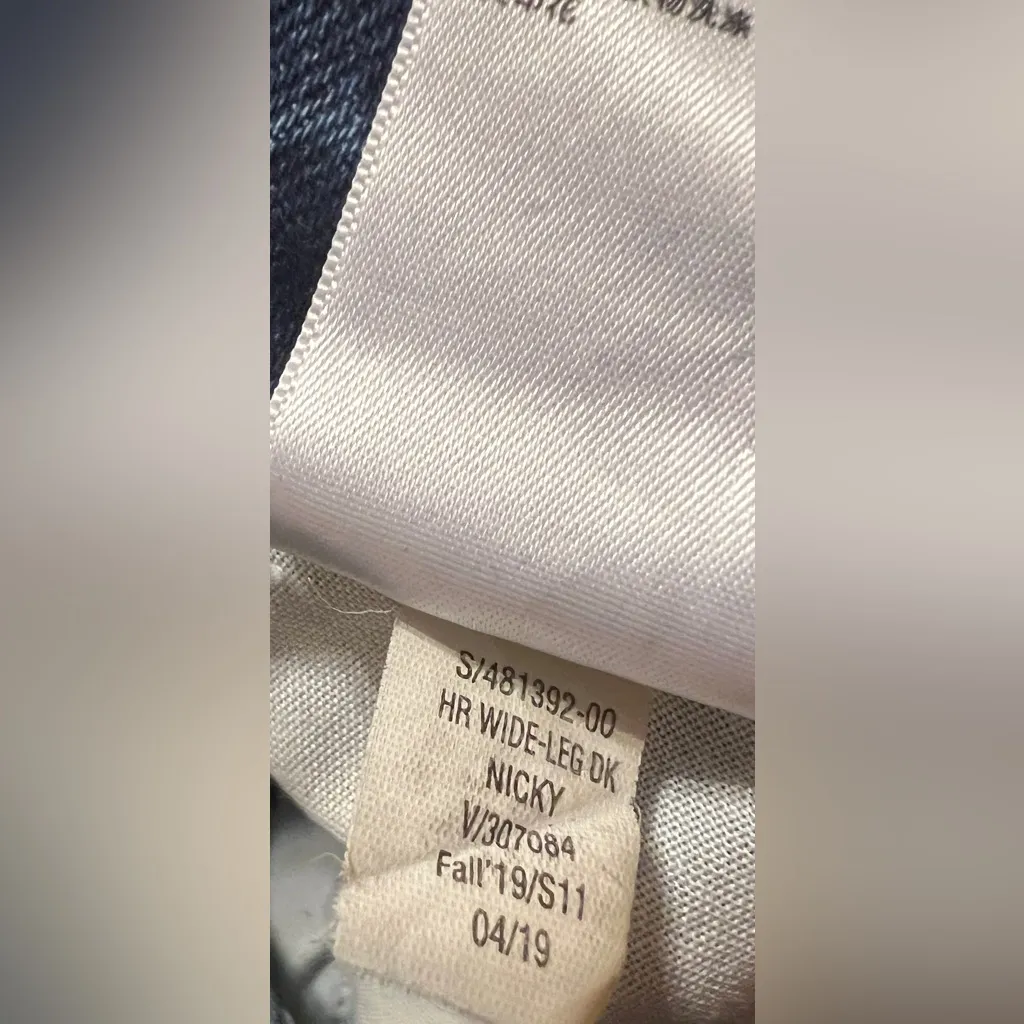 S/481392-00
HR WIDE-LEG DK
NICKY
V/307084
Fall'19/S11
04/19